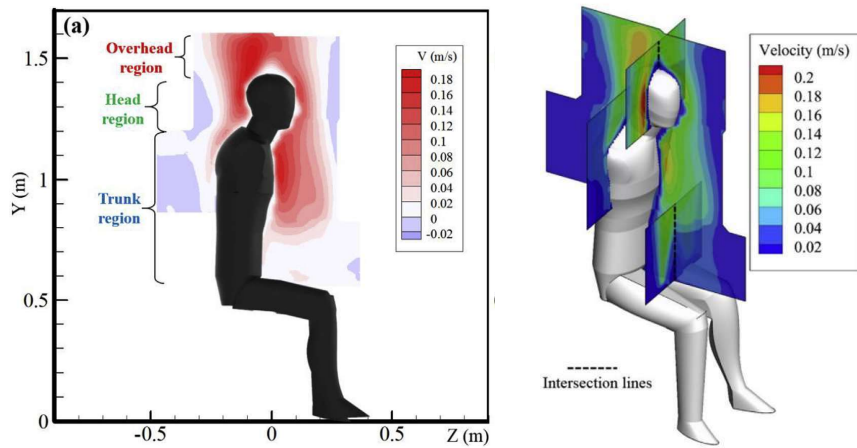 (a)
Overhead
region
Head
region
Trunk
region
Y (m)
1.5
1
0.5
0
-0.5
0
0.5
Z (m)
V (m/s)
0.18
0.16
0.14
0.12
0.1
0.08
0.06
0.04
0.02
0
-0.02
Velocity (m/s)
0.2
0.18
0.16
0.14
0.12
0.1
0.08
0.06
0.04
0.02
Intersection lines